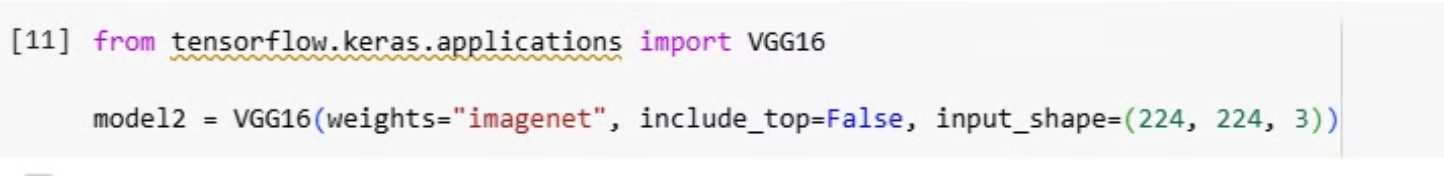 [11] from tensorflow.keras.applications import VGG16
model2 = VGG16(weights="imagenet", include_top=False, input_shape=(224, 224, 3))